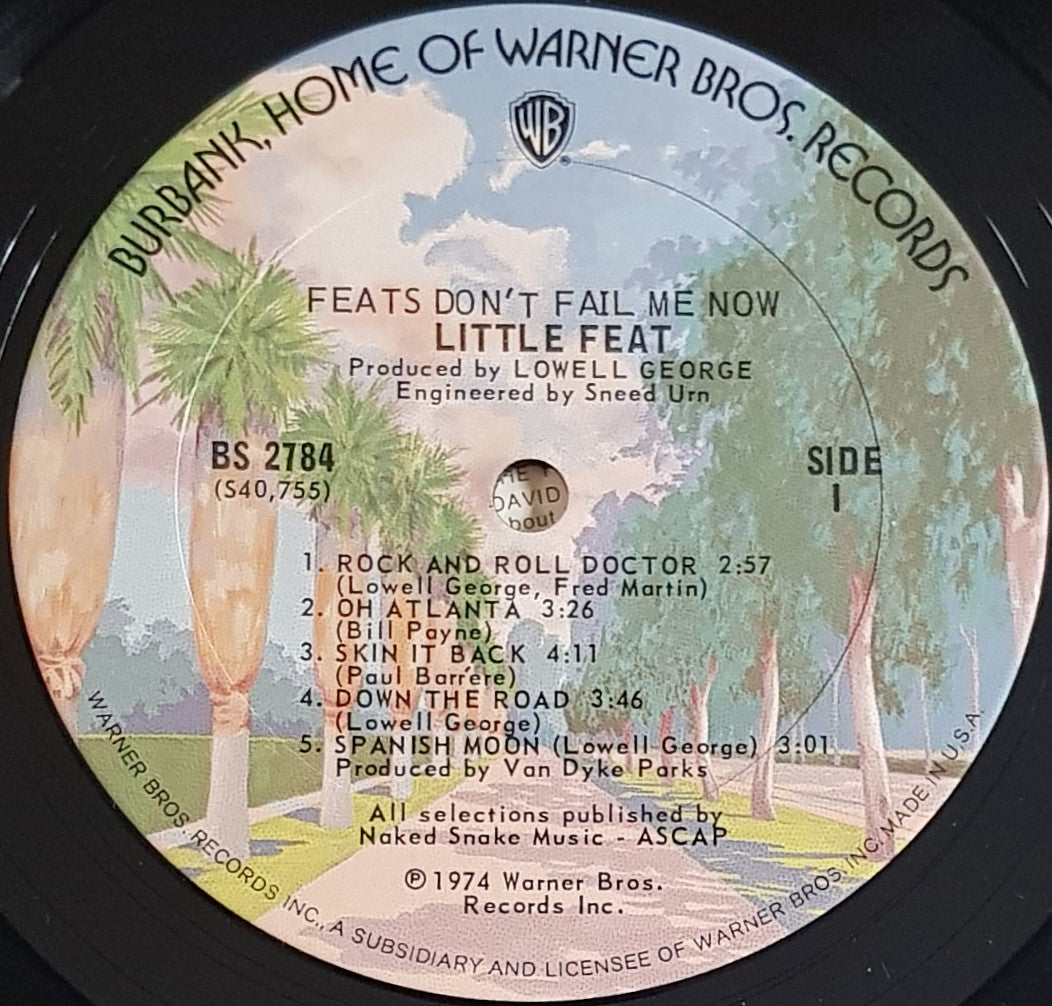 BURBANK, HOME OF WARNER BROS. RECORDS
WB
FEATS DON'T FAIL ME NOW
LITTLE FEAT
Produced by LOWELL GEORGE
Engineered by Sneed Urn
BS 2784
(S40,755)
SIDE
1
DAVID
bout
1. ROCK AND ROLL DOCTOR 2:57
(Lowell George, Fred Martin)
2. OH ATLANTA 3:26
(Bill Payne)
3. SKIN IT BACK 4:11
(Paul Barrére)
4. DOWN THE ROAD 3:46
(Lowell George)
5. SPANISH MOON (Lowell George) 3:01
Produced by Van Dyke Parks
All selections published by
Naked Snake Music - ASCAP
℗ 1974 Warner Bros.
Records Inc.
WARNER BROS. RECORDS INC., A SUBSIDIARY AND LICENSEE OF WARNER BROS. INC. MADE IN U.S.A.